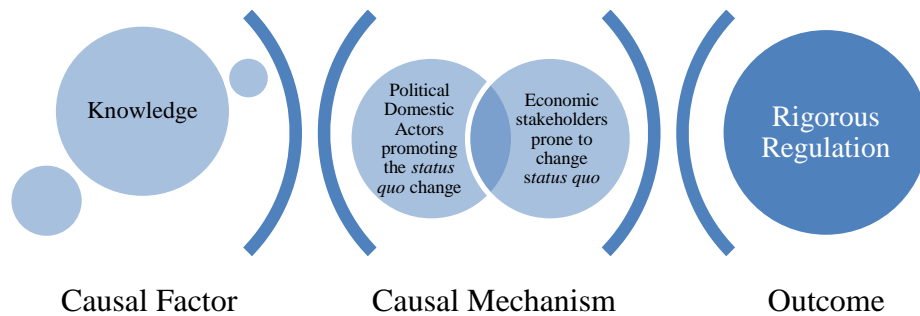 Knowledge
Political
Domestic
Actors
promoting
the status
quo change
Economic
stakeholders
prone to
change
status quo
Rigorous
Regulation
Causal Factor
Causal Mechanism
Outcome